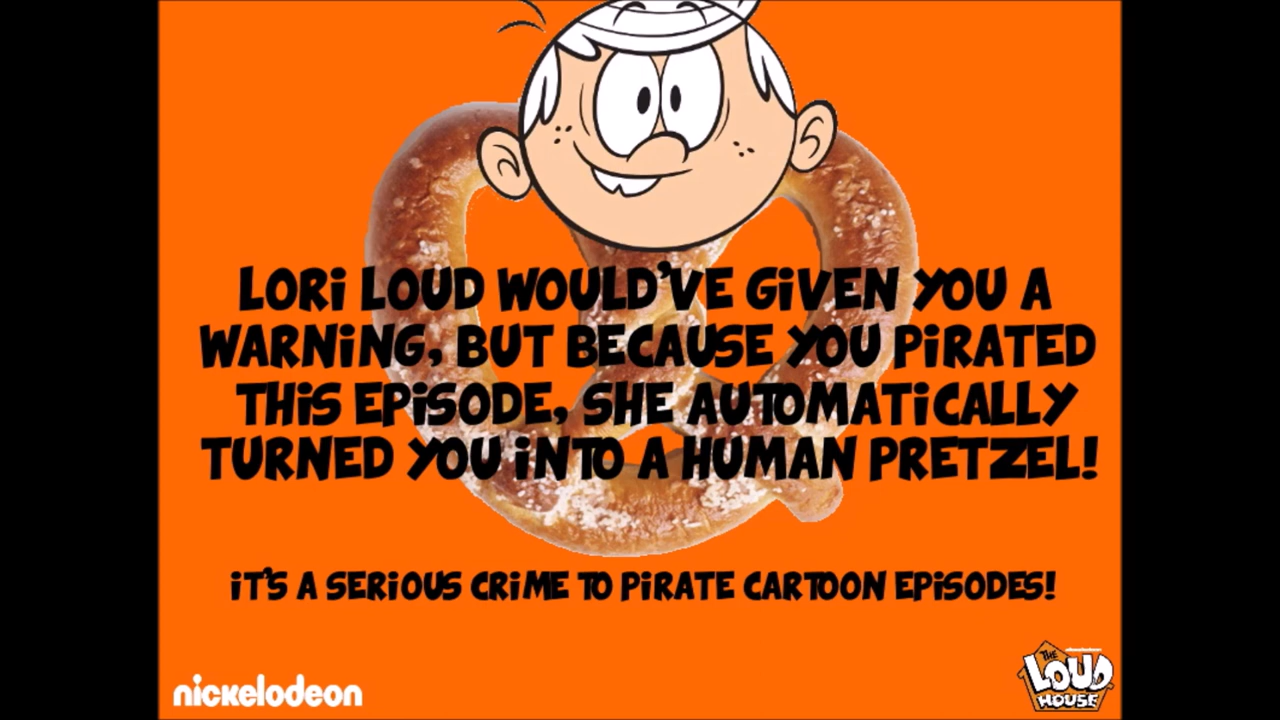 LORi LOUD WOULD'VE GiVEN YOU A
WARNiNG, BUT BECAUSE YOU PiRATED
THiS EPiSODE, SHE AUTOMATiCALLY
TURNED YOU iNTO A HUMAN PRETZEL!
iT'S A SERiOUS CRiME TO PiRATE CARTOON EPiSODES!
nickelodeon
nickelodeon
THE
LOUD
HOUSE